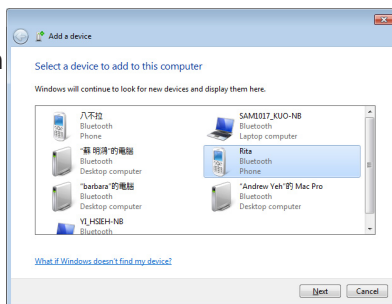 Add a device
Select a device to add to this computer
Windows will continue to look for new devices and display them here.
八不拉
Bluetooth
Phone
SAM1017_KUO-NB
Bluetooth
Laptop computer
"蘇 明鴻"的電腦
Bluetooth
Desktop computer
Rita
Bluetooth
Phone
"barbara"的電腦
Bluetooth
Desktop computer
"Andrew Yeh"的 Mac Pro
Bluetooth
Desktop computer
YI_HSIEH-NB
Bluetooth
What if Windows doesn't find my device?
Next
Cancel